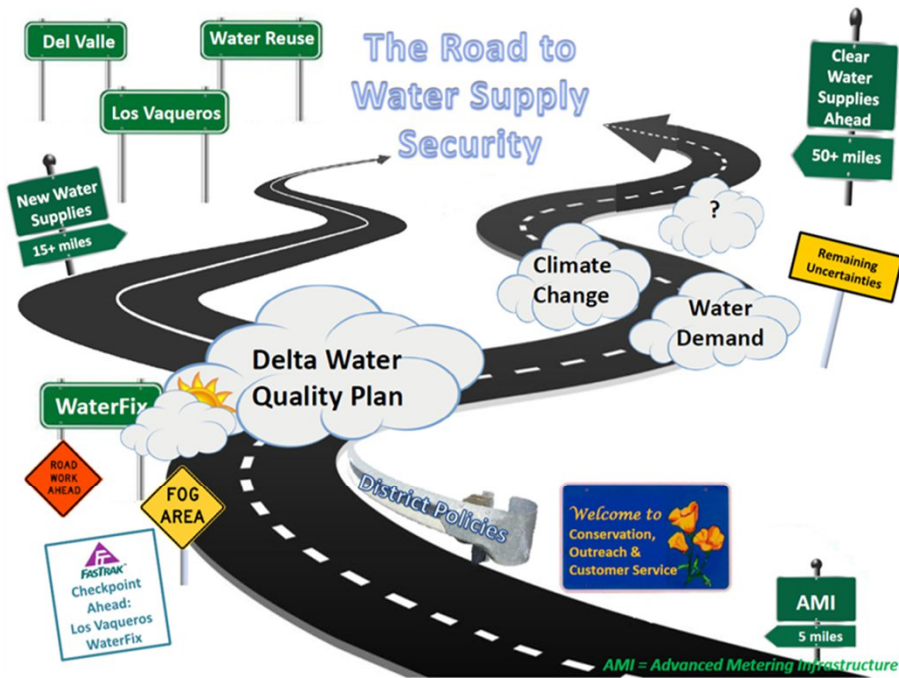 The Road to
Water Supply
Security
Del Valle
Water Reuse
Los Vaqueros
New Water
Supplies
15+ miles
Clear
Water
Supplies
Ahead
50+ miles
?
Climate
Change
Water
Demand
Remaining
Uncertainties
Delta Water
Quality Plan
WaterFix
ROAD
WORK
AHEAD
FOG
AREA
District Policies
FASTRAK
Checkpoint
Ahead:
Los Vaqueros
WaterFix
Welcome to
Conservation,
Outreach &
Customer Service
AMI
5 miles
AMI = Advanced Metering Infrastructure